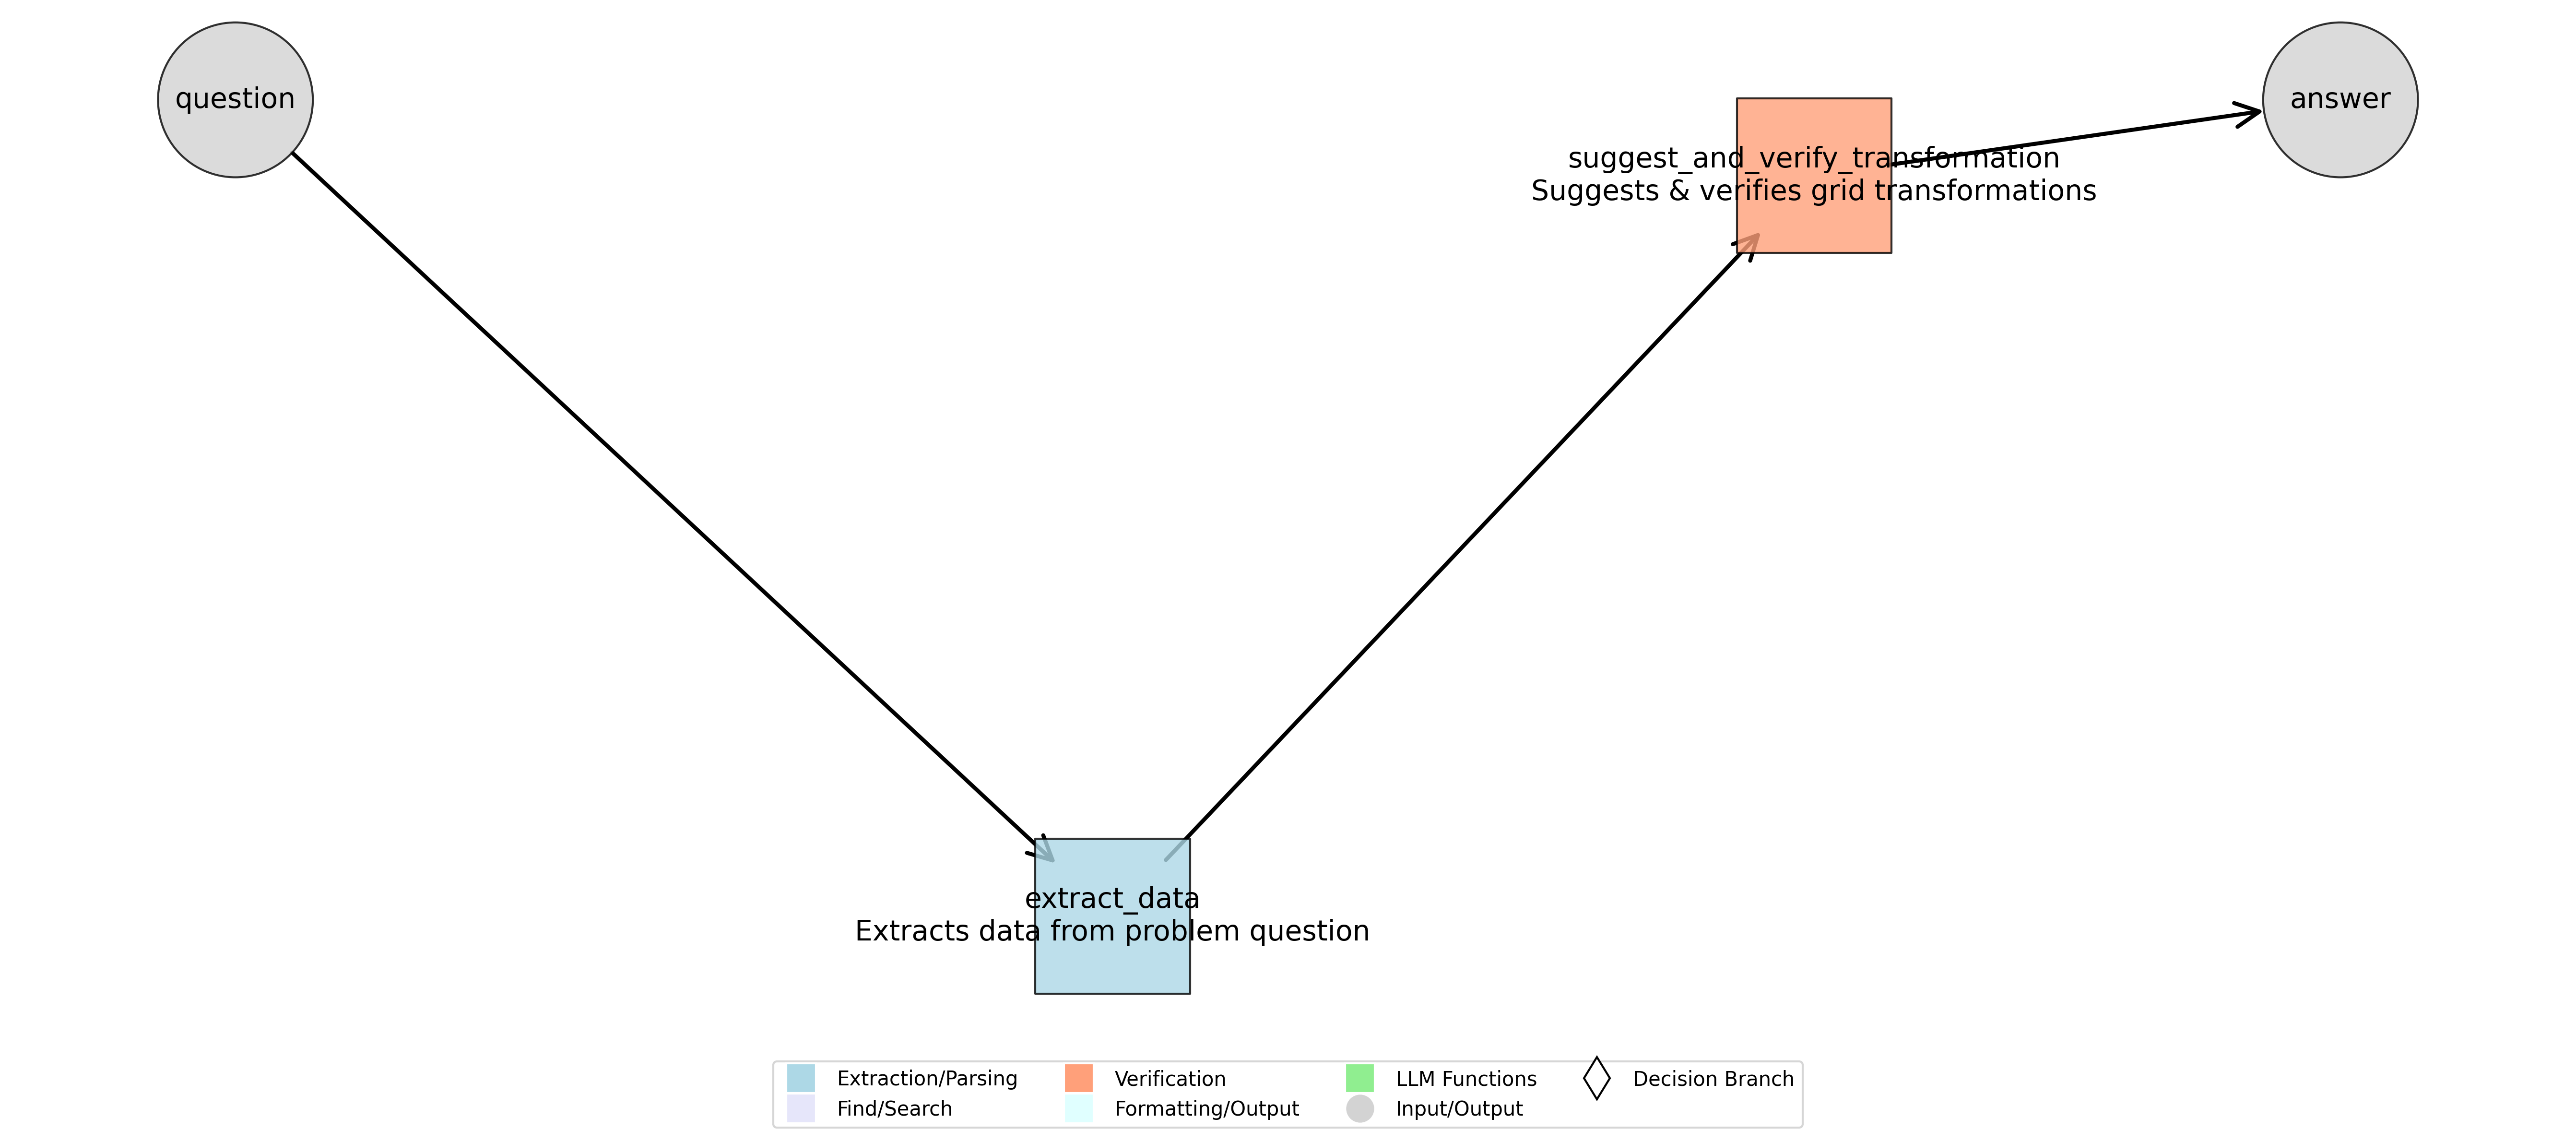 question
answer
suggest_and_verify_transformation
Suggests & verifies grid transformations
extract_data
Extracts data from problem question
Extraction/Parsing
Find/Search
Verification
Formatting/Output
LLM Functions
Input/Output
Decision Branch